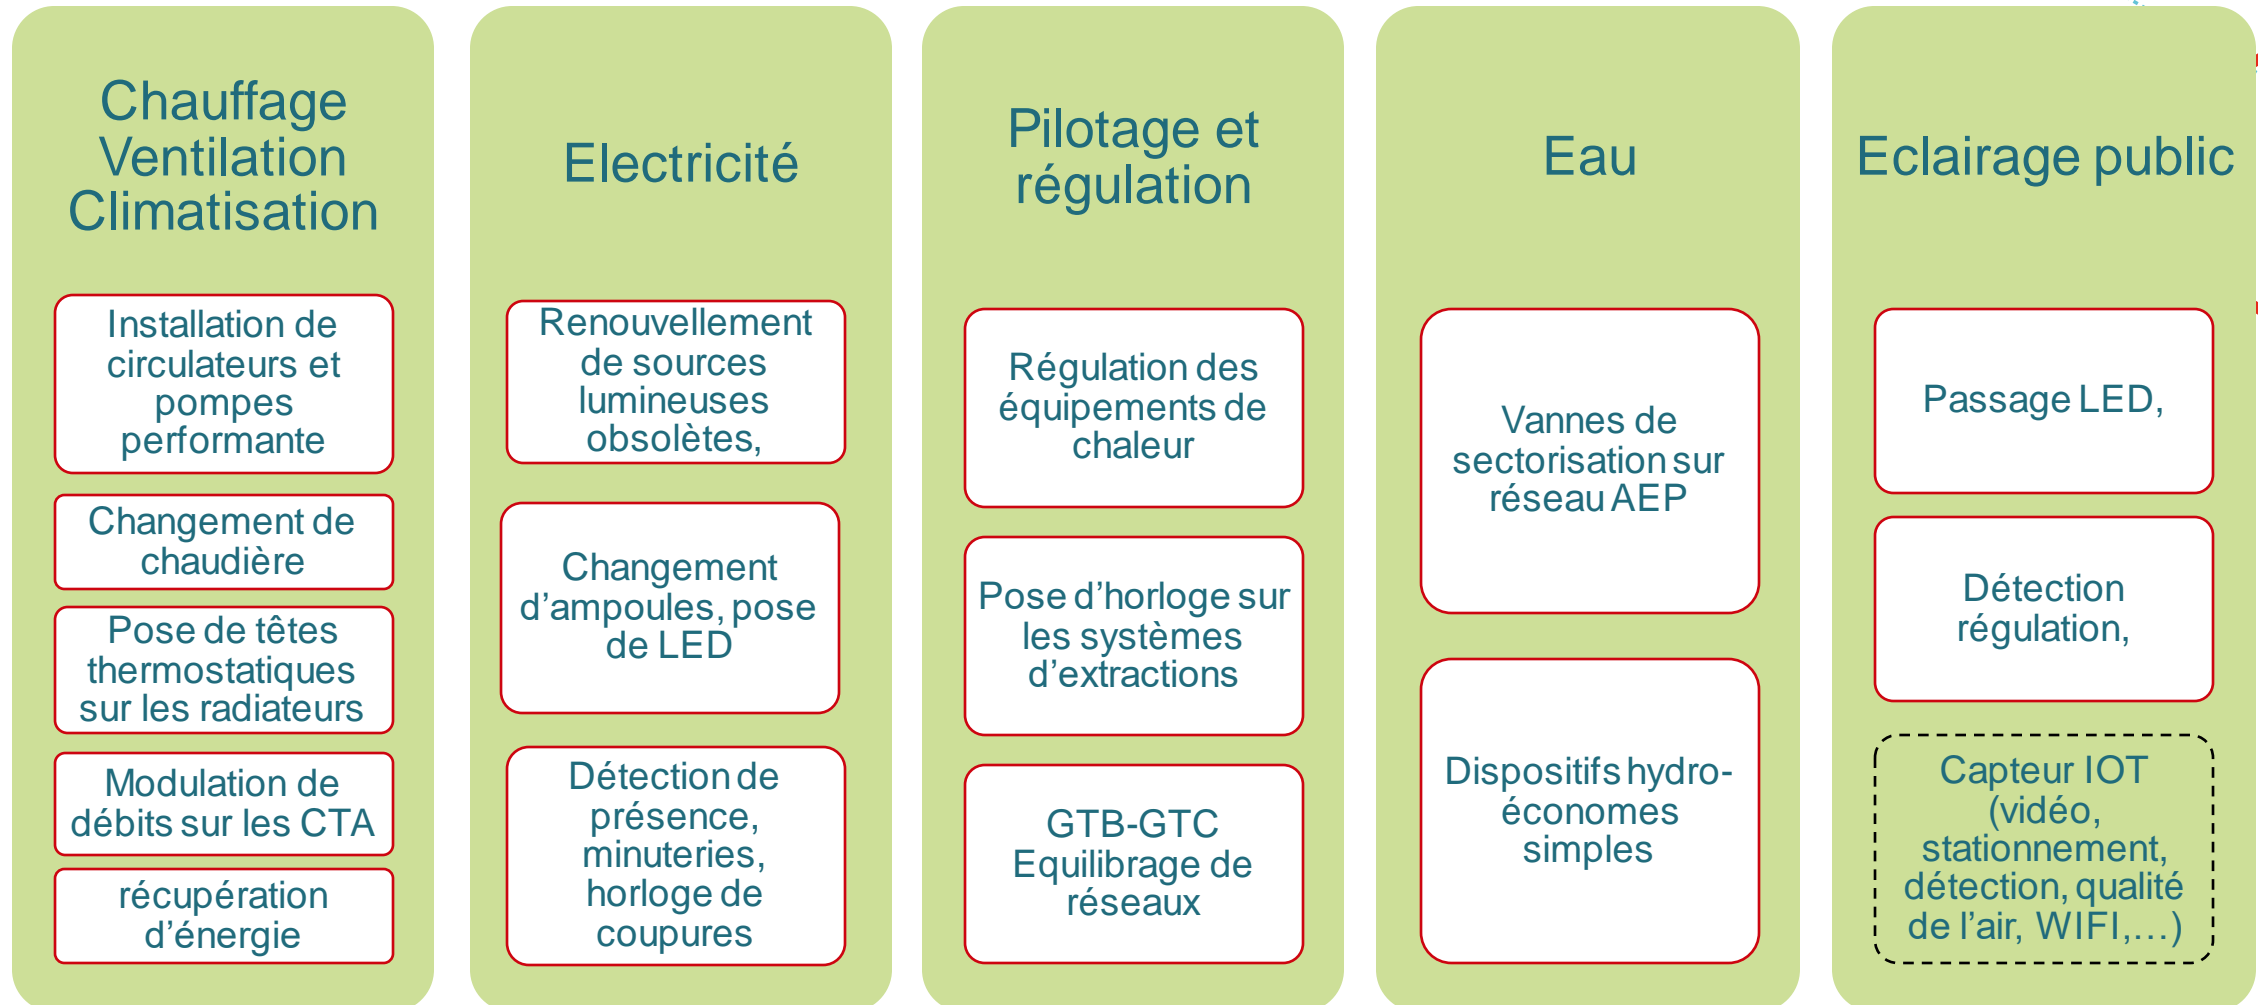 Chauffage
Ventilation
Climatisation
Installation de
circulateurs et
pompes
performante
Changement de
chaudière
Pose de têtes
thermostatiques
sur les radiateurs
Modulation de
débits sur les CTA
récupération
d’énergie
Electricité
Renouvellement
de sources
lumineuses
obsolètes,
Changement
d’ampoules, pose
de LED
Détection de
présence,
minuteries,
horloge de
coupures
Pilotage et
régulation
Régulation des
équipements de
chaleur
Pose d’horloge sur
les systèmes
d’extractions
GTB-GTC
Equilibrage de
réseaux
Eau
Vannes de
sectorisation sur
réseau AEP
Dispositifs hydro-
économes
simples
Eclairage public
Passage LED,
Détection
régulation,
Capteur IOT
(vidéo,
stationnement,
détection, qualité
de l’air, WIFI,…)